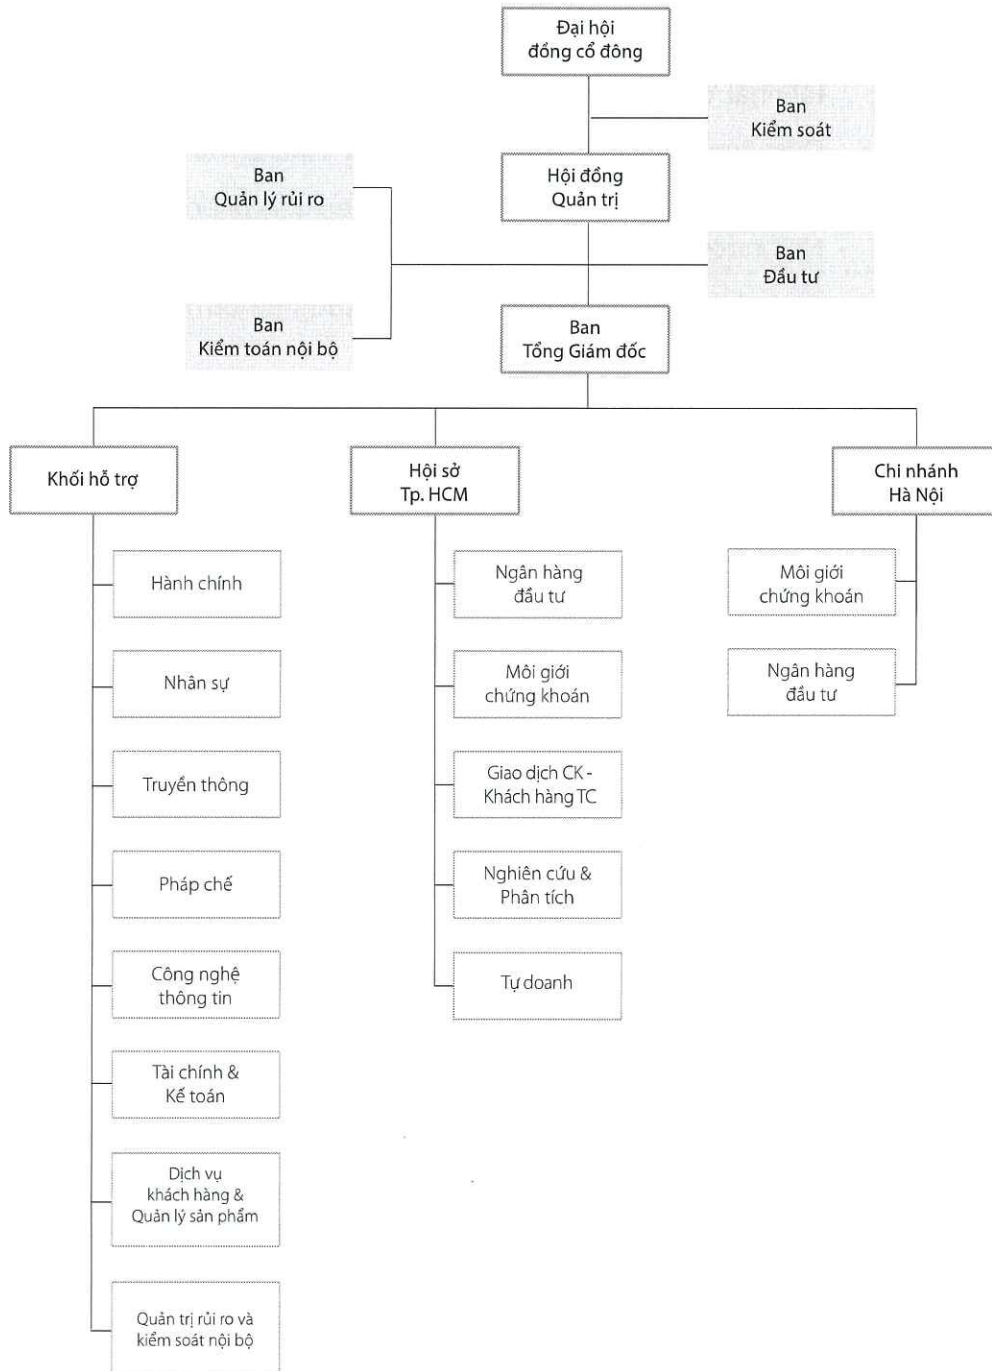 Đại hội
đồng cổ đông
Ban
Kiểm soát
Ban
Quản lý rủi ro
Hội đồng
Quản trị
Ban
Đầu tư
Ban
Kiểm toán nội bộ
Ban
Tổng Giám đốc
Khối hỗ trợ
Hội sở
Tp. HCM
Chi nhánh
Hà Nội
Hành chính
Nhân sự
Truyền thông
Pháp chế
Công nghệ
thông tin
Tài chính &
Kế toán
Dịch vụ
khách hàng &
Quản lý sản phẩm
Quản trị rủi ro và
kiểm soát nội bộ
Ngân hàng
đầu tư
Môi giới
chứng khoán
Giao dịch CK -
Khách hàng TC
Nghiên cứu &
Phân tích
Tự doanh
Môi giới
chứng khoán
Ngân hàng
đầu tư